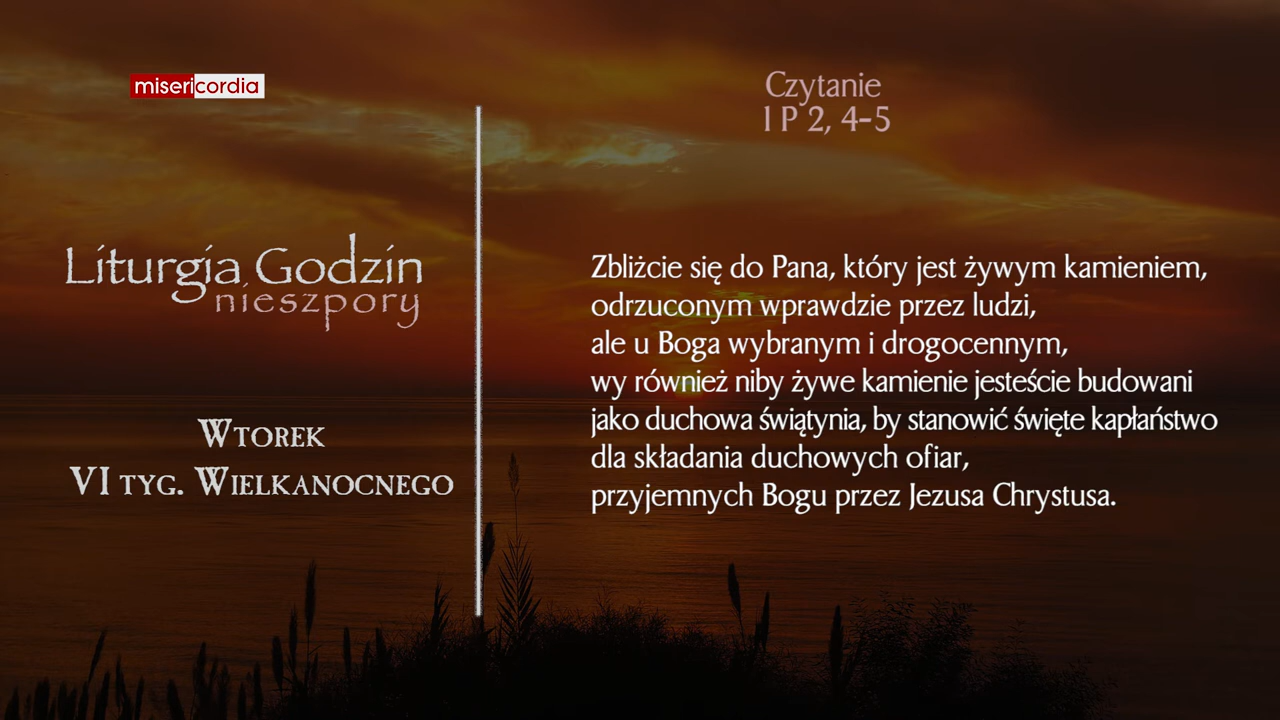 misericordia
Liturgia Godzin
nieszpory
Wtorek
VI tyg. Wielkanocnego
Czytanie
1 P 2, 4-5
Zbliżcie się do Pana, który jest żywym kamieniem,
odrzuconym wprawdzie przez ludzi,
ale u Boga wybranym i drogocennym,
wy również niby żywe kamienie jesteście budowani
jako duchowa świątynia, by stanowić święte kapłaństwo
dla składania duchowych ofiar,
przyjemnych Bogu przez Jezusa Chrystusa.